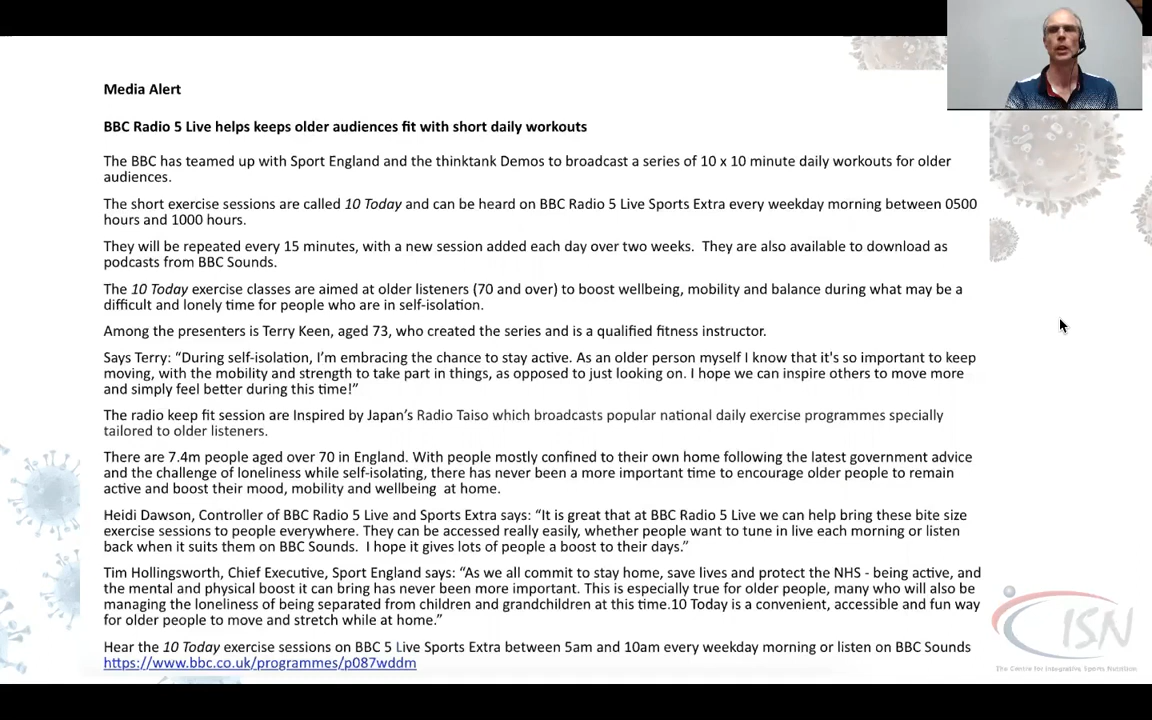 Media Alert
BBC Radio 5 Live helps keeps older audiences fit with short daily workouts
The BBC has teamed up with Sport England and the thinktank Demos to broadcast a series of 10 x 10 minute daily workouts for older
audiences.
The short exercise sessions are called 10 Today and can be heard on BBC Radio 5 Live Sports Extra every weekday morning between 0500
hours and 1000 hours.
They will be repeated every 15 minutes, with a new session added each day over two weeks.  They are also available to download as
podcasts from BBC Sounds.
The 10 Today exercise classes are aimed at older listeners (70 and over) to boost wellbeing, mobility and balance during what may be a
difficult and lonely time for people who are in self-isolation.
Among the presenters is Terry Keen, aged 73, who created the series and is a qualified fitness instructor.
Says Terry: “During self-isolation, I’m embracing the chance to stay active. As an older person myself I know that it's so important to keep
moving, with the mobility and strength to take part in things, as opposed to just looking on. I hope we can inspire others to move more
and simply feel better during this time!”
The radio keep fit session are Inspired by Japan’s Radio Taiso which broadcasts popular national daily exercise programmes specially
tailored to older listeners.
There are 7.4m people aged over 70 in England. With people mostly confined to their own home following the latest government advice
and the challenge of loneliness while self-isolating, there has never been a more important time to encourage older people to remain
active and boost their mood, mobility and wellbeing  at home.
Heidi Dawson, Controller of BBC Radio 5 Live and Sports Extra says: “It is great that at BBC Radio 5 Live we can help bring these bite size
exercise sessions to people everywhere. They can be accessed really easily, whether people want to tune in live each morning or listen
back when it suits them on BBC Sounds.  I hope it gives lots of people a boost to their days.”
Tim Hollingsworth, Chief Executive, Sport England says: “As we all commit to stay home, save lives and protect the NHS - being active, and
the mental and physical boost it can bring has never been more important. This is especially true for older people, many who will also be
managing the loneliness of being separated from children and grandchildren at this time.10 Today is a convenient, accessible and fun way
for older people to move and stretch while at home.”
Hear the 10 Today exercise sessions on BBC 5 Live Sports Extra between 5am and 10am every weekday morning or listen on BBC Sounds
https://www.bbc.co.uk/programmes/p087wddm
ISN
The Centre for Integrative Sports Nutrition